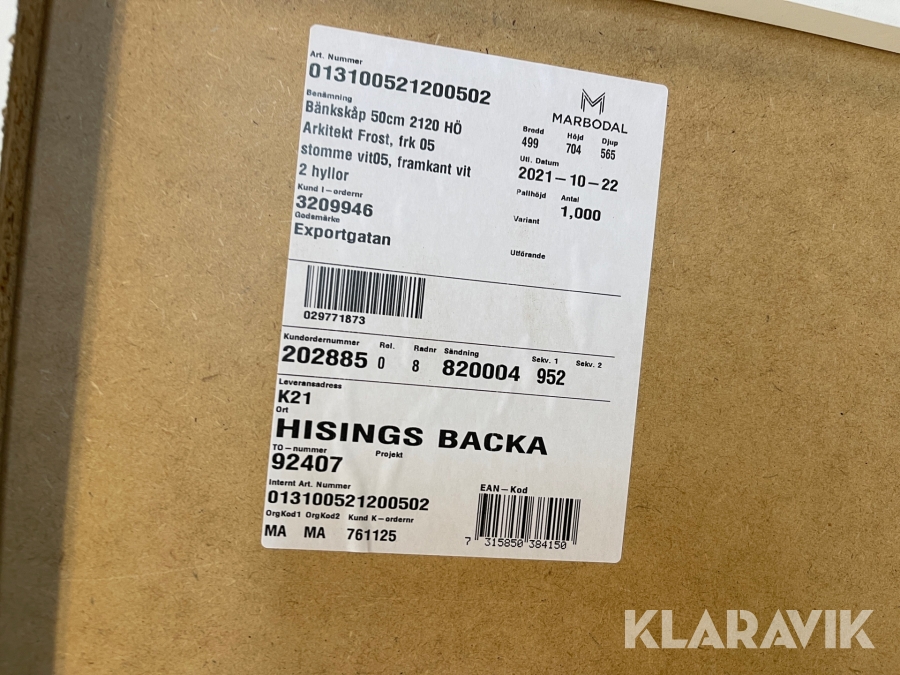 Art. Nummer
013100521200502
MARBODAL
Benämning
Bänkskåp 50cm 2120 HÖ
Arkitekt Frost, frk 05
stomme vit05, framkant vit
2 hyllor
Bredd Höjd Djup
499 704 565
Utl. Datum
2021-10-22
Pallhöjd Antal
1,000
Variant
Utförande
Kund I-ordernr
3209946
Godsmärke
Exportgatan
029771873
Kundordernummer Rel. Radnr Sändning Sekv. 1 Sekv. 2
202885 0 8 820004 952
Leveransadress
K21
Ort
HISINGS BACKA
TO-nummer Projekt
92407
Internt Art. Nummer
013100521200502
EAN-Kod
OrgKod1 OrgKod2 Kund K-ordernr
MA MA 761125
7 315850 384150
KLARAVIK